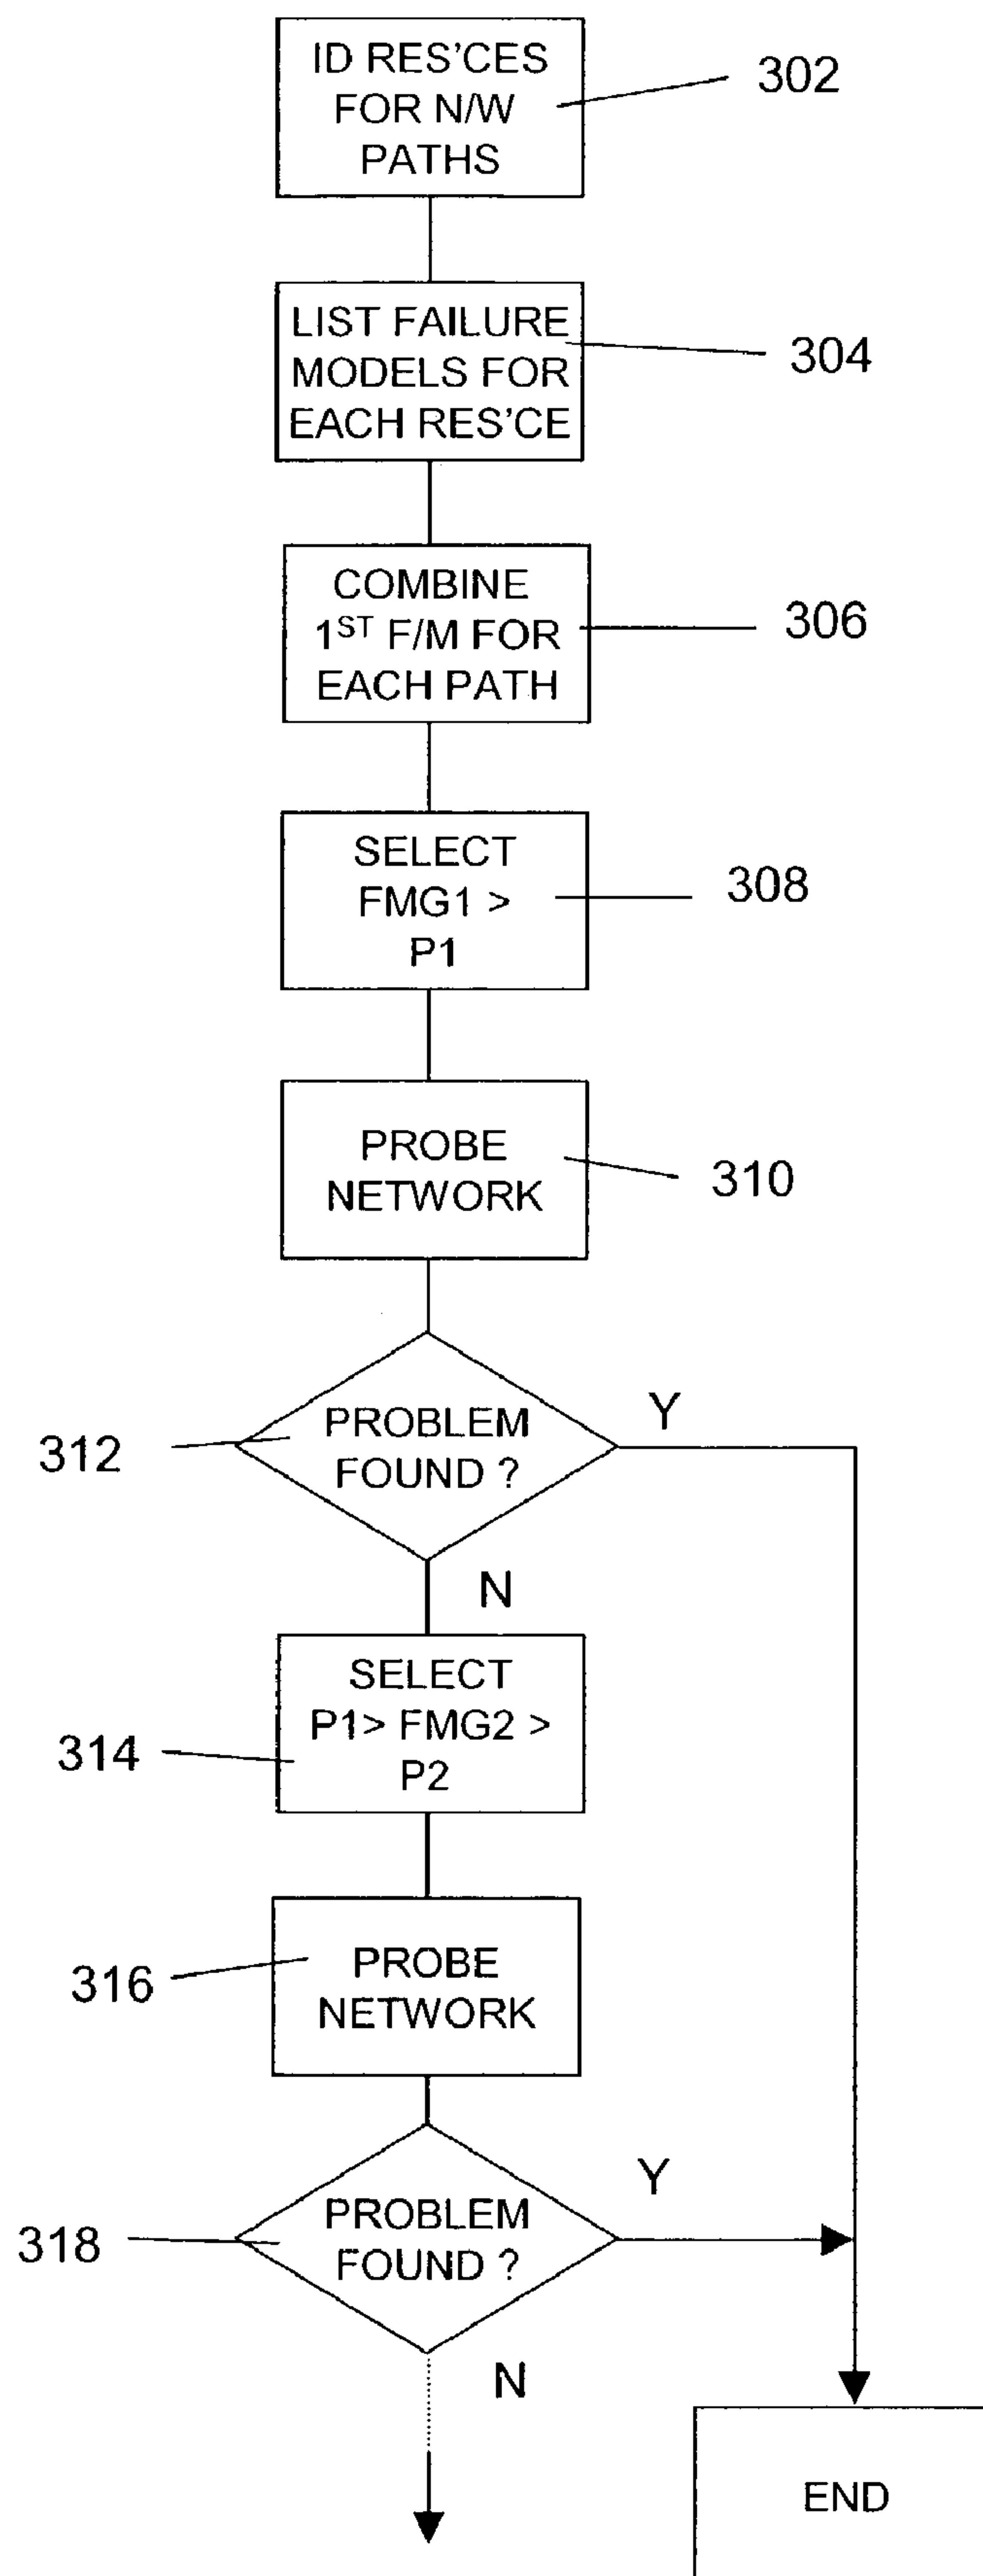 ID RES'CES
FOR N/W
PATHS
302
LIST FAILURE
MODELS FOR
EACH RES'CE
304
COMBINE
1ST F/M FOR
EACH PATH
306
SELECT
FMG1 >
P1
308
PROBE
NETWORK
310
PROBLEM
FOUND ?
312
Y
N
SELECT
P1> FMG2 >
P2
314
PROBE
NETWORK
316
PROBLEM
FOUND ?
318
Y
N
END